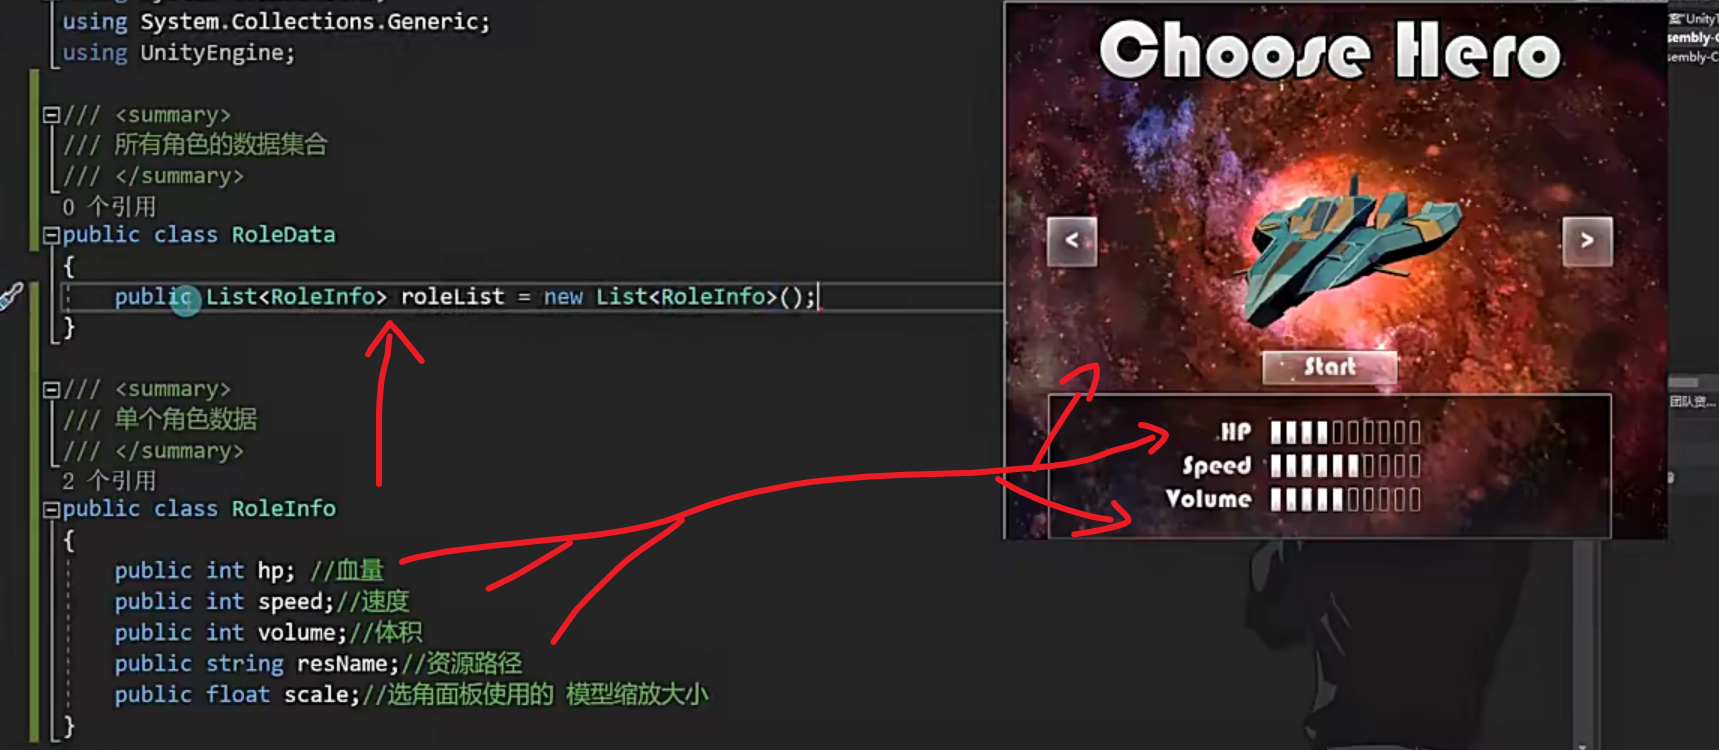 using System.Collections.Generic;
using UnityEngine;
/// <summary>
/// 所有角色的数据集合
/// </summary>
0 个引用
public class RoleData
{
public List<RoleInfo> roleList = new List<RoleInfo>();
}
/// <summary>
/// 单个角色数据
/// </summary>
2 个引用
public class RoleInfo
{
public int hp; //血量
public int speed;//速度
public int volume;//体积
public string resName;//资源路径
public float scale;//选角面板使用的 模型缩放大小
}
Choose Hero
<
>
Start
HP
Speed
Volume
案"Unity
sembly-C
sembly-C
团队资...